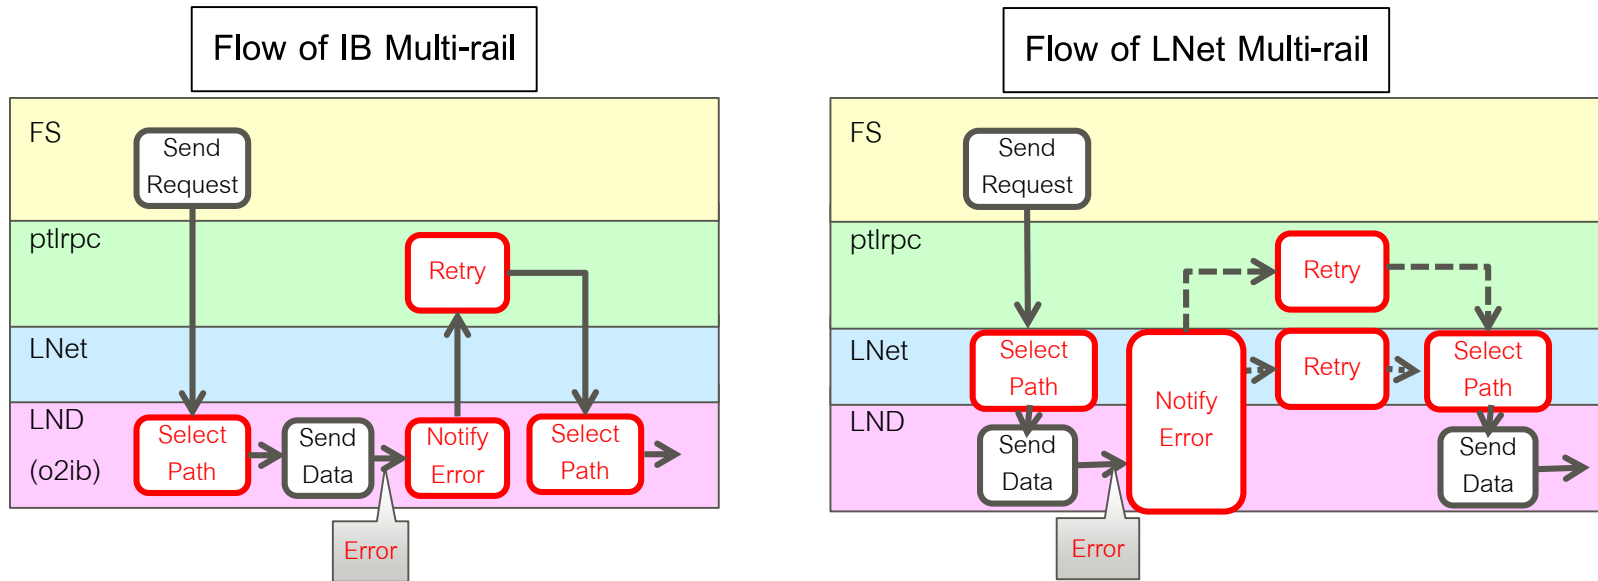 Flow of IB Multi-rail
FS
Send
Request
ptlrpc
Retry
LNet
LND
(o2ib)
Select
Path
Send
Data
Notify
Error
Select
Path
Error
Flow of LNet Multi-rail
FS
Send
Request
ptlrpc
Retry
LNet
Select
Path
Retry
Select
Path
Notify
Error
LND
Send
Data
Send
Data
Error